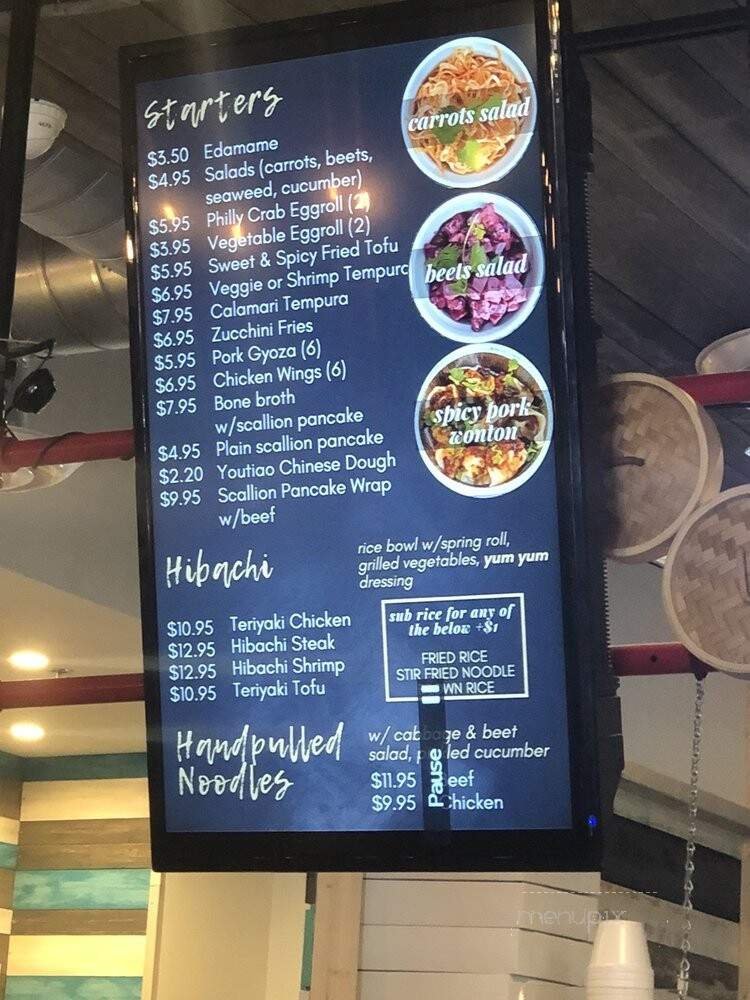 Starters
$3.50 Edamame
$4.95 Salads (carrots, beets,
seaweed, cucumber)
$5.95 Philly Crab Eggroll (2)
$3.95 Vegetable Eggroll (2)
$5.95 Sweet & Spicy Fried Tofu
$6.95 Veggie or Shrimp Tempura
$7.95 Calamari Tempura
$6.95 Zucchini Fries
$5.95 Pork Gyoza (6)
$6.95 Chicken Wings (6)
$7.95 Bone broth
w/scallion pancake
$4.95 Plain scallion pancake
$2.20 Youtiao Chinese Dough
$9.95 Scallion Pancake Wrap
w/beef
carrots salad
beets salad
spicy pork
wonton
Hibachi
rice bowl w/spring roll,
grilled vegetables, yum yum
dressing
$10.95 Teriyaki Chicken
$12.95 Hibachi Steak
$12.95 Hibachi Shrimp
$10.95 Teriyaki Tofu
sub rice for any of
the below +$1
FRIED RICE
STIR FRIED NOODLE
WN RICE
Handpulled
Noodles
w/ cabbage & beet
salad, p led cucumber
$11.95 eef
$9.95 Chicken
Pause
menupix